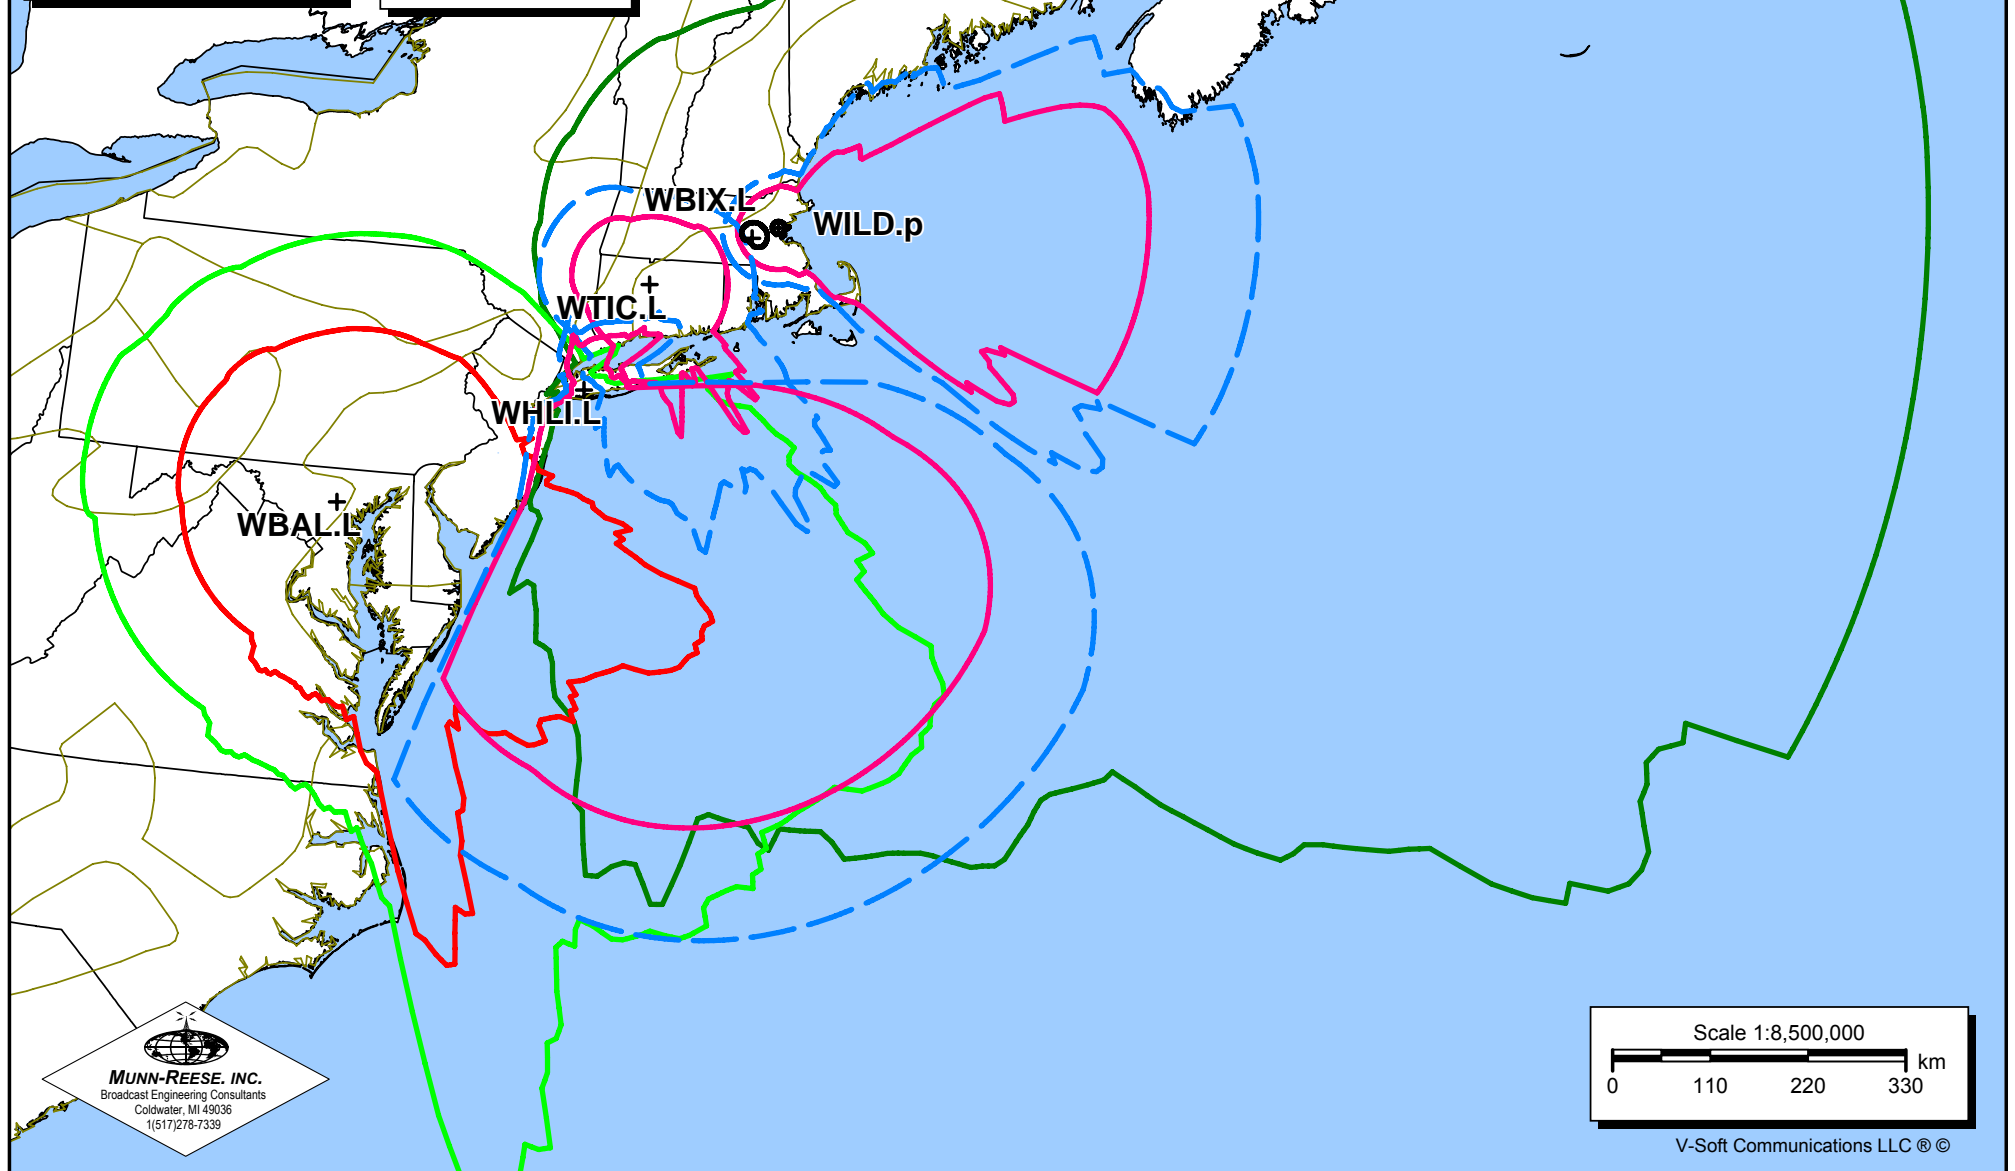 WBIX.L
WILD.p
WTIC.L
WHLI.L
WBAL.L
MUNN-REESE. INC.
Broadcast Engineering Consultants
Coldwater, MI 49036
1(517)278-7339
Scale 1:8,500,000
km
0 110 220 330
V-Soft Communications LLC ® ©